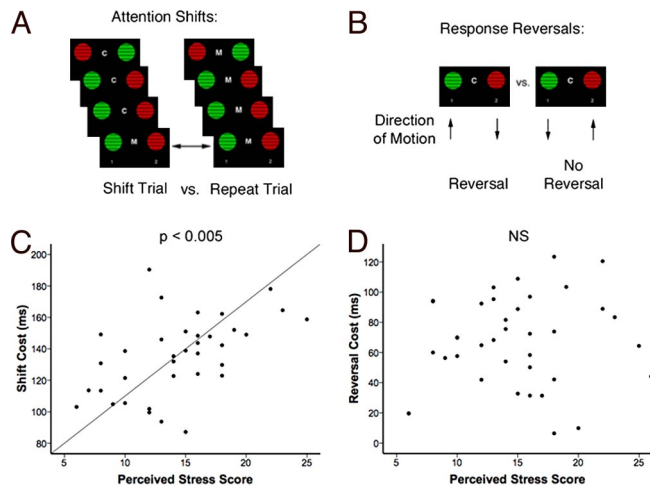 A
Attention Shifts:
C M
C M
C M
M M
1 2 1 2
Shift Trial vs. Repeat Trial
B
Response Reversals:
C vs. C
1 2 1 2
Direction
of Motion
Reversal
No
Reversal
C
p < 0.005
200
180
160
140
120
100
80
Shift Cost (ms)
5 10 15 20 25
Perceived Stress Score
D
NS
120
100
80
60
40
20
0
Reversal Cost (ms)
5 10 15 20 25
Perceived Stress Score